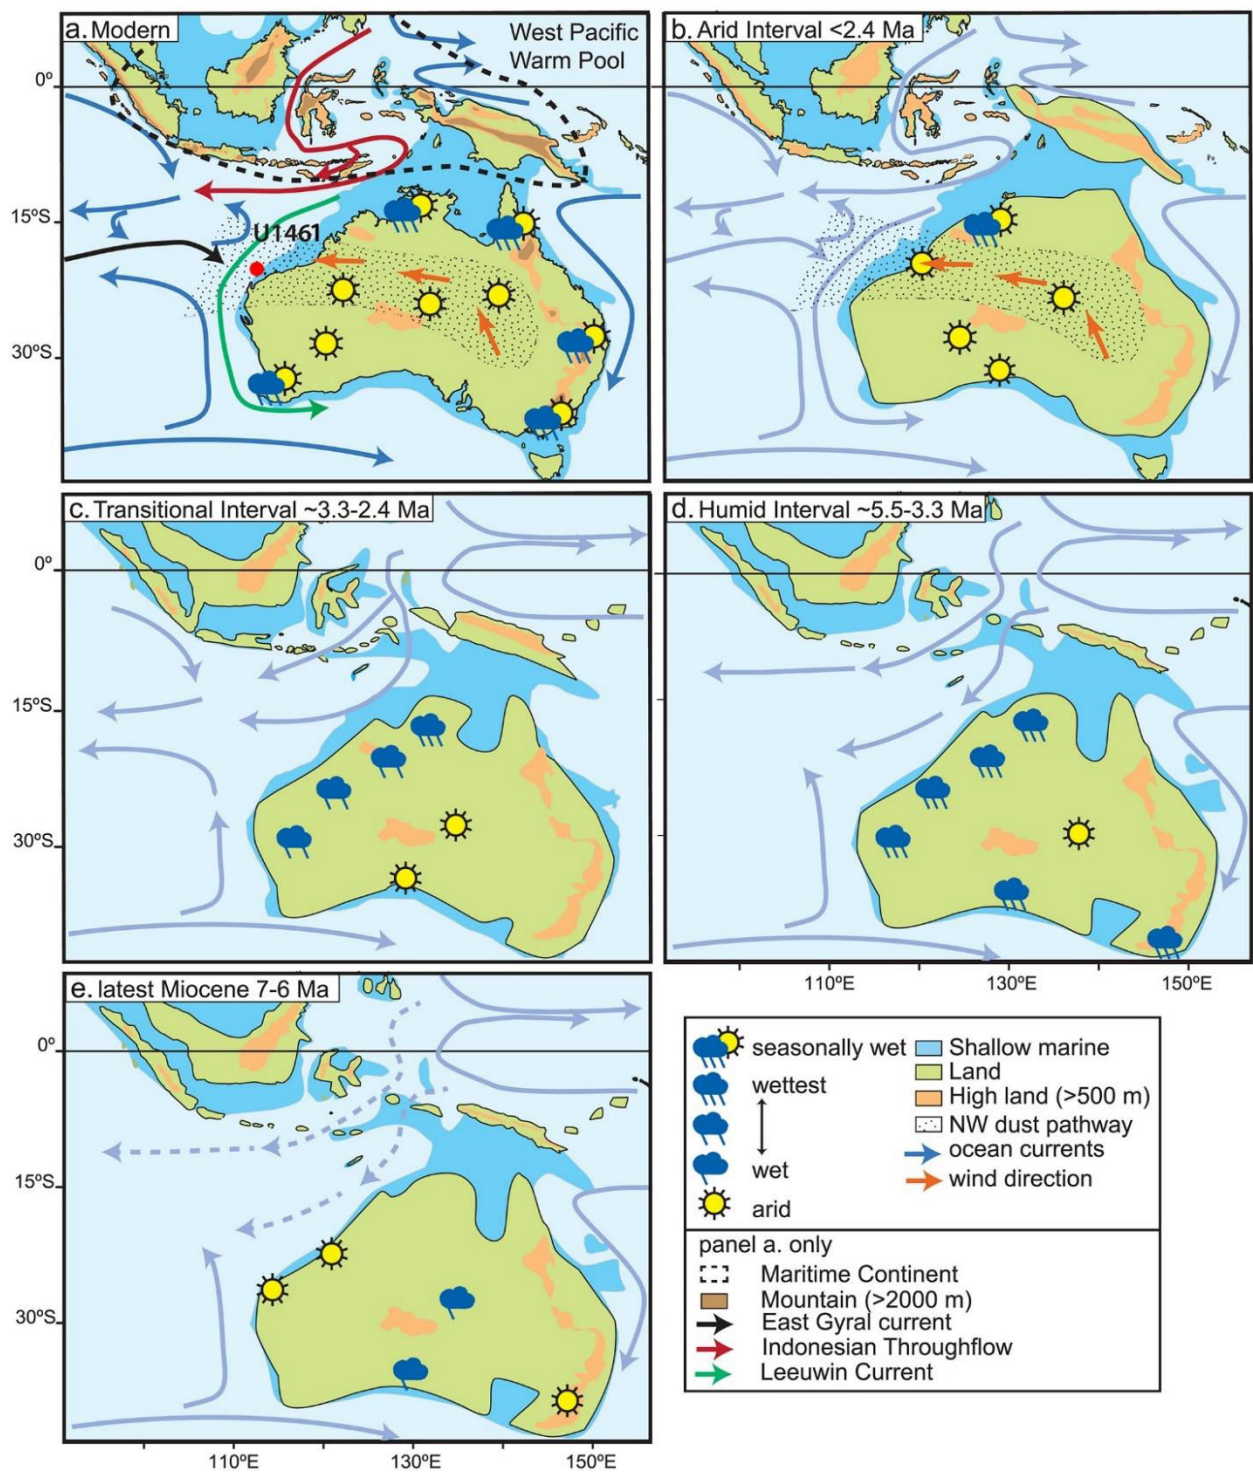 a. Modern
West Pacific
Warm Pool
0º
15ºS
U1461
30ºS
b. Arid Interval <2.4 Ma
c. Transitional Interval ~3.3-2.4 Ma
0º
15ºS
30ºS
d. Humid Interval ~5.5-3.3 Ma
110ºE
130ºE
150ºE
e. latest Miocene 7-6 Ma
0º
15ºS
30ºS
110ºE
130ºE
150ºE
seasonally wet
wettest
wet
arid
Shallow marine
Land
High land (>500 m)
NW dust pathway
ocean currents
wind direction
panel a. only
Maritime Continent
Mountain (>2000 m)
East Gyral current
Indonesian Throughflow
Leeuwin Current